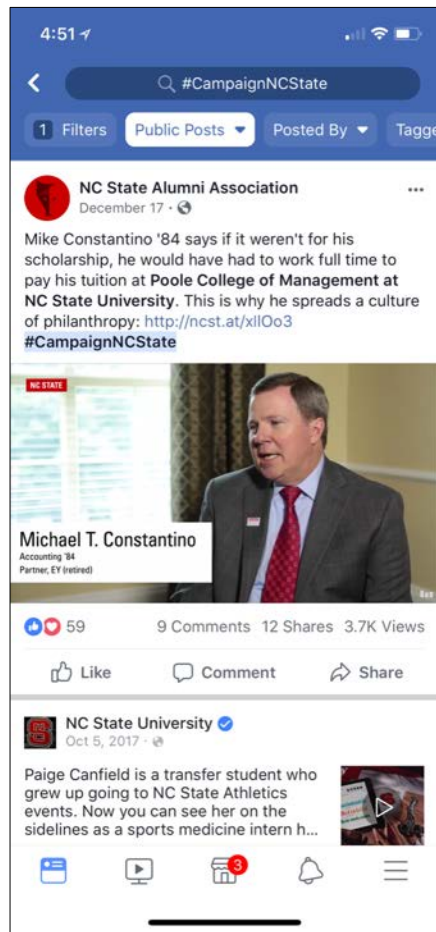 4:51
#CampaignNCState
1 Filters Public Posts Posted By Tagge
NC State Alumni Association
December 17 ·
Mike Constantino '84 says if it weren't for his
scholarship, he would have had to work full time to
pay his tuition at Poole College of Management at
NC State University. This is why he spreads a culture
of philanthropy: http://ncst.at/xllOo3
#CampaignNCState
NC STATE
Michael T. Constantino
Accounting '84
Partner, EY (retired)
59 9 Comments 12 Shares 3.7K Views
Like Comment Share
NC State University
Oct 5, 2017 ·
Paige Canfield is a transfer student who
grew up going to NC State Athletics
events. Now you can see her on the
sidelines as a sports medicine intern h...
3